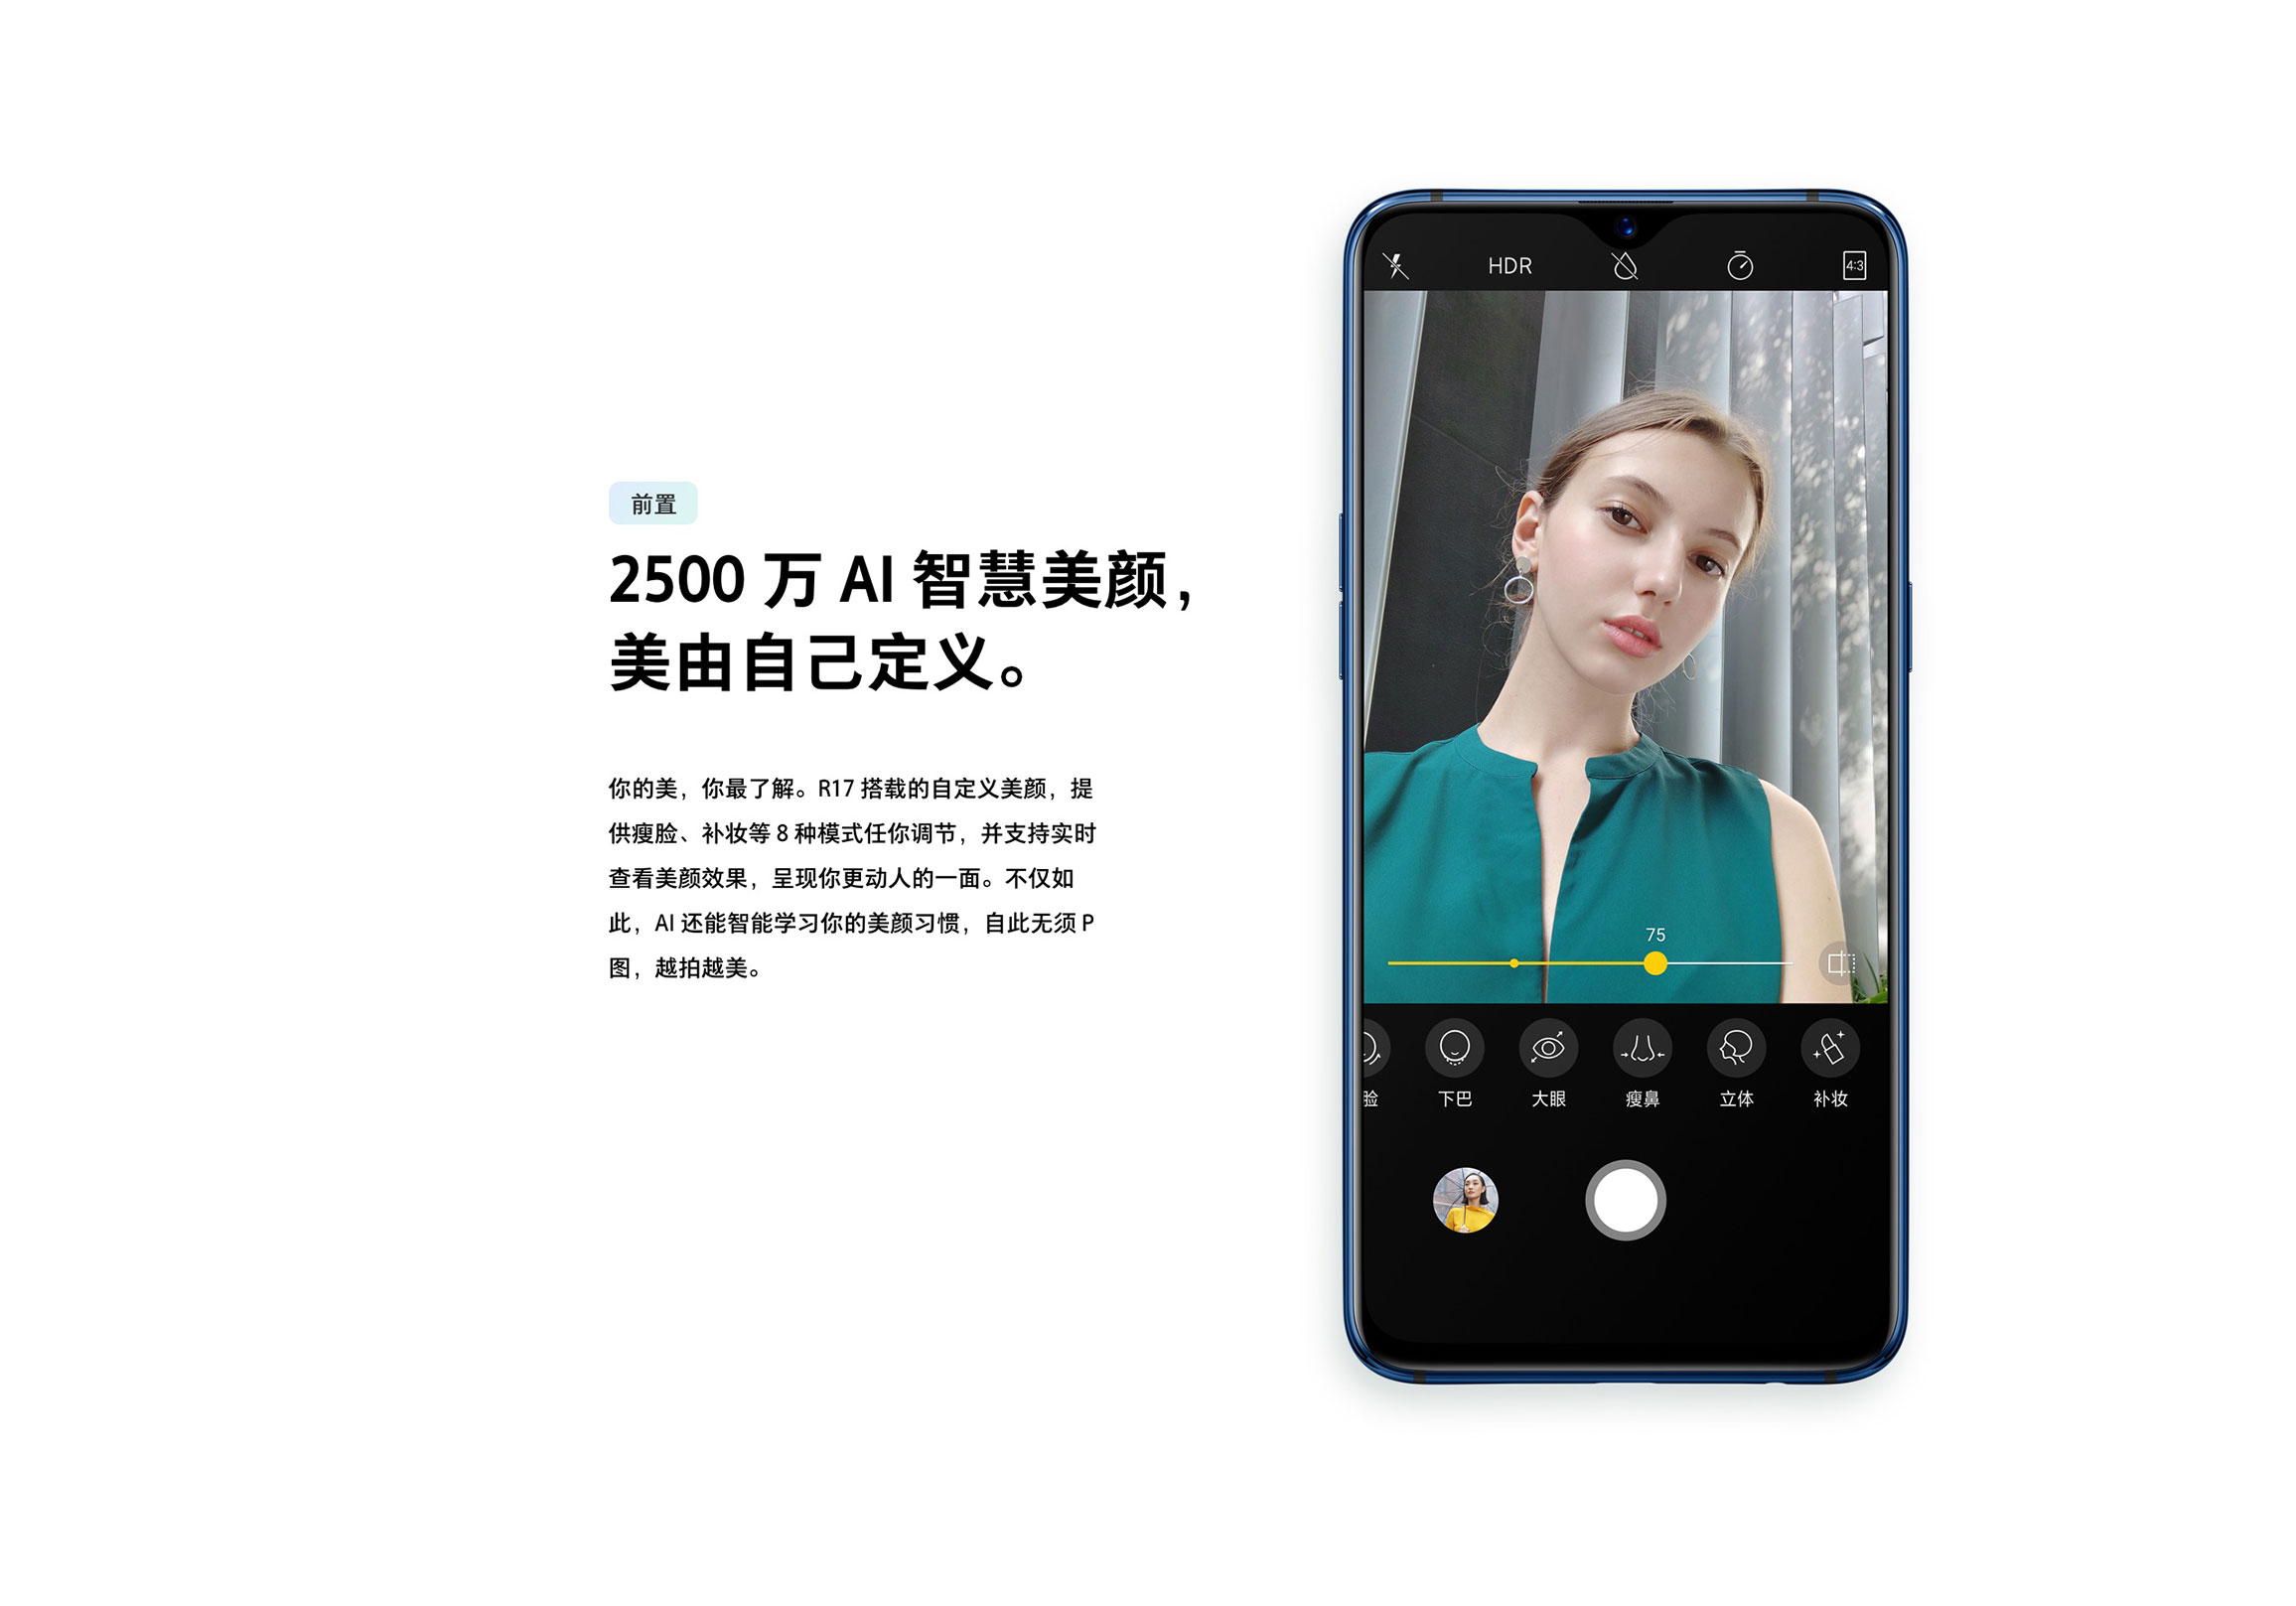 前置
2500 万 AI 智慧美颜，
美由自己定义。
你的美，你最了解。R17 搭载的自定义美颜，提
供瘦脸、补妆等 8 种模式任你调节，并支持实时
查看美颜效果，呈现你更动人的一面。不仅如
此，AI 还能智能学习你的美颜习惯，自此无须 P
图，越拍越美。
HDR
4:3
75
脸
下巴
大眼
瘦鼻
立体
补妆